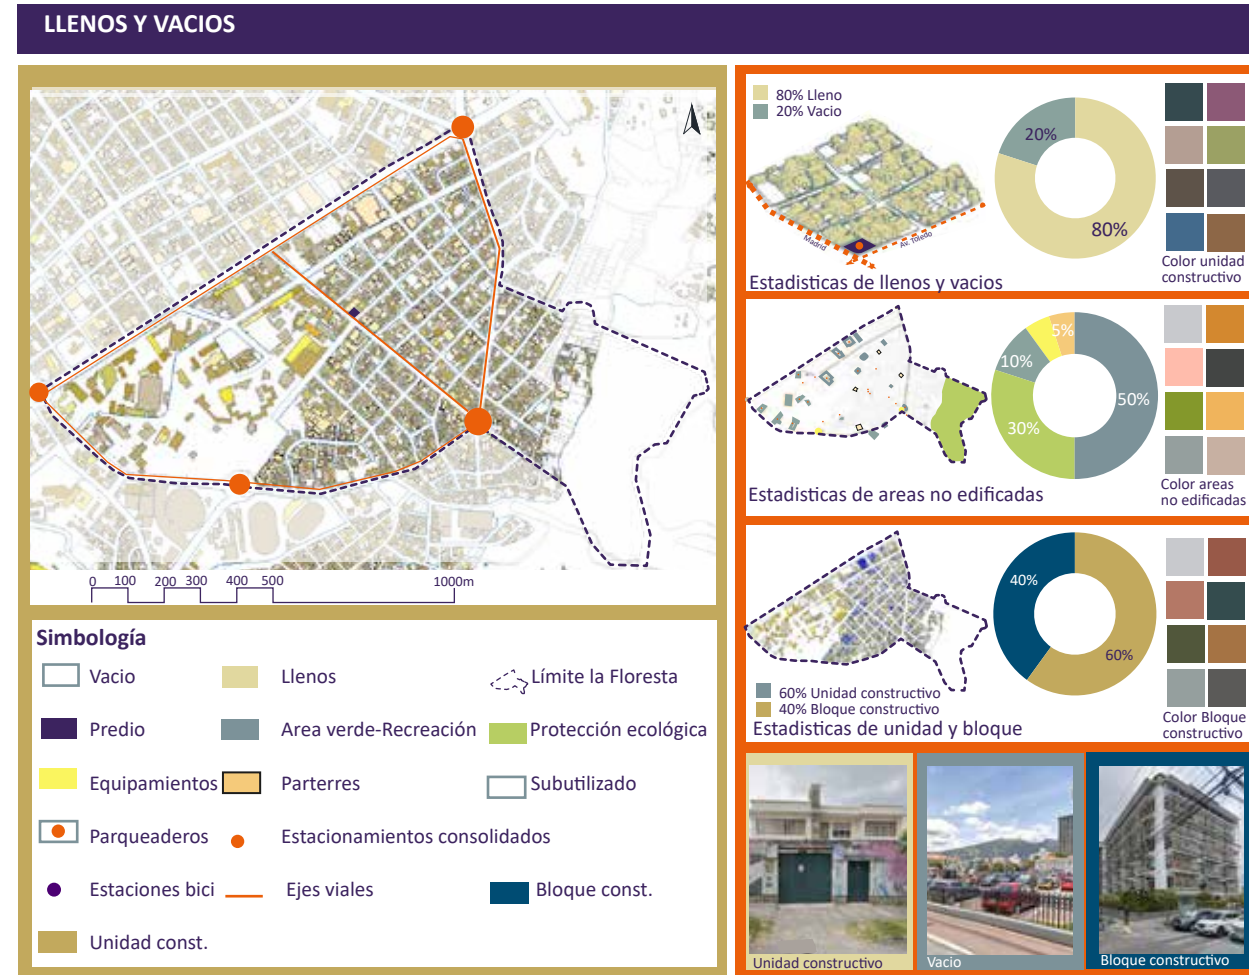 LLENOS Y VACIOS
0 100 200 300 400 500 1000m
Simbología
Vacio
Llenos
Límite la Floresta
Predio
Area verde-Recreación
Protección ecológica
Equipamientos
Parterres
Subutilizado
Parqueaderos
Estacionamientos consolidados
Estaciones bici
Ejes viales
Bloque const.
Unidad const.
80% Lleno
20% Vacio
Madrid
Av. Toledo
20%
80%
Color unidad
constructivo
Estadisticas de llenos y vacios
5%
10%
50%
30%
Color areas
no edificadas
Estadisticas de areas no edificadas
40%
60%
60% Unidad constructivo
40% Bloque constructivo
Color Bloque
constructivo
Estadisticas de unidad y bloque
Unidad constructivo
Vacio
Bloque constructivo